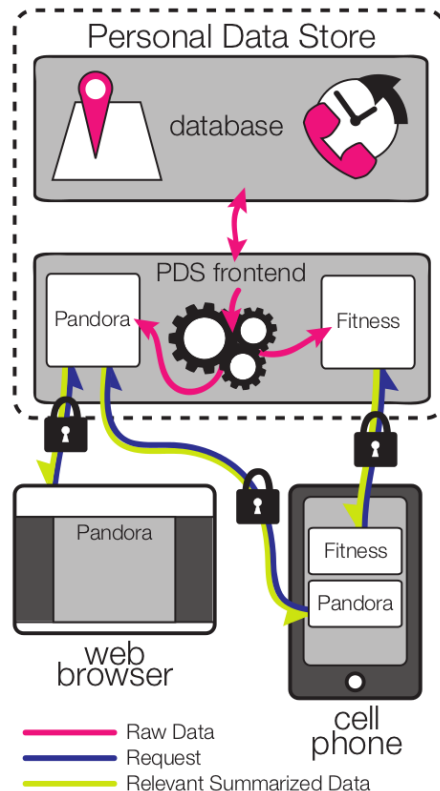 Personal Data Store
database
PDS frontend
Pandora
Fitness
Pandora
Fitness
Pandora
web
browser
cell
phone
Raw Data
Request
Relevant Summarized Data